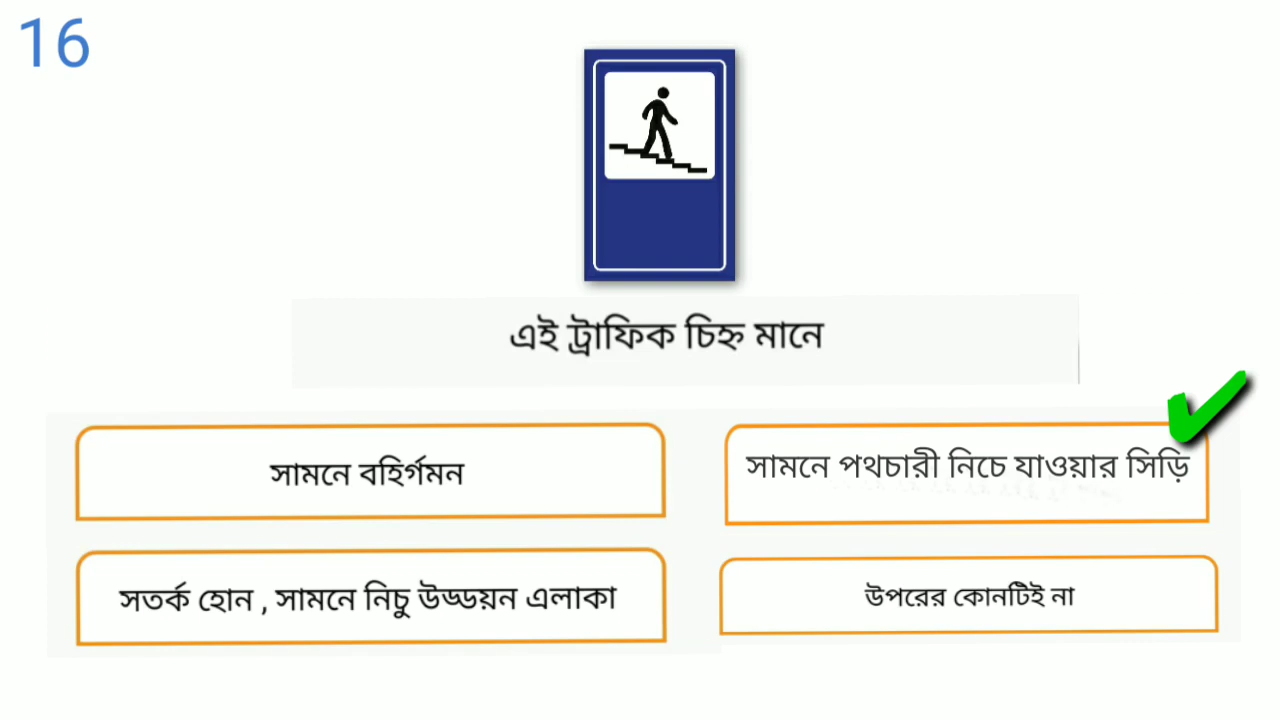 16
এই ট্রাফিক চিহ্ন মানে
সামনে বহির্গমন
সামনে পথচারী নিচে যাওয়ার সিড়ি
সতর্ক হোন , সামনে নিচু উড্ডয়ন এলাকা
উপরের কোনটিই না